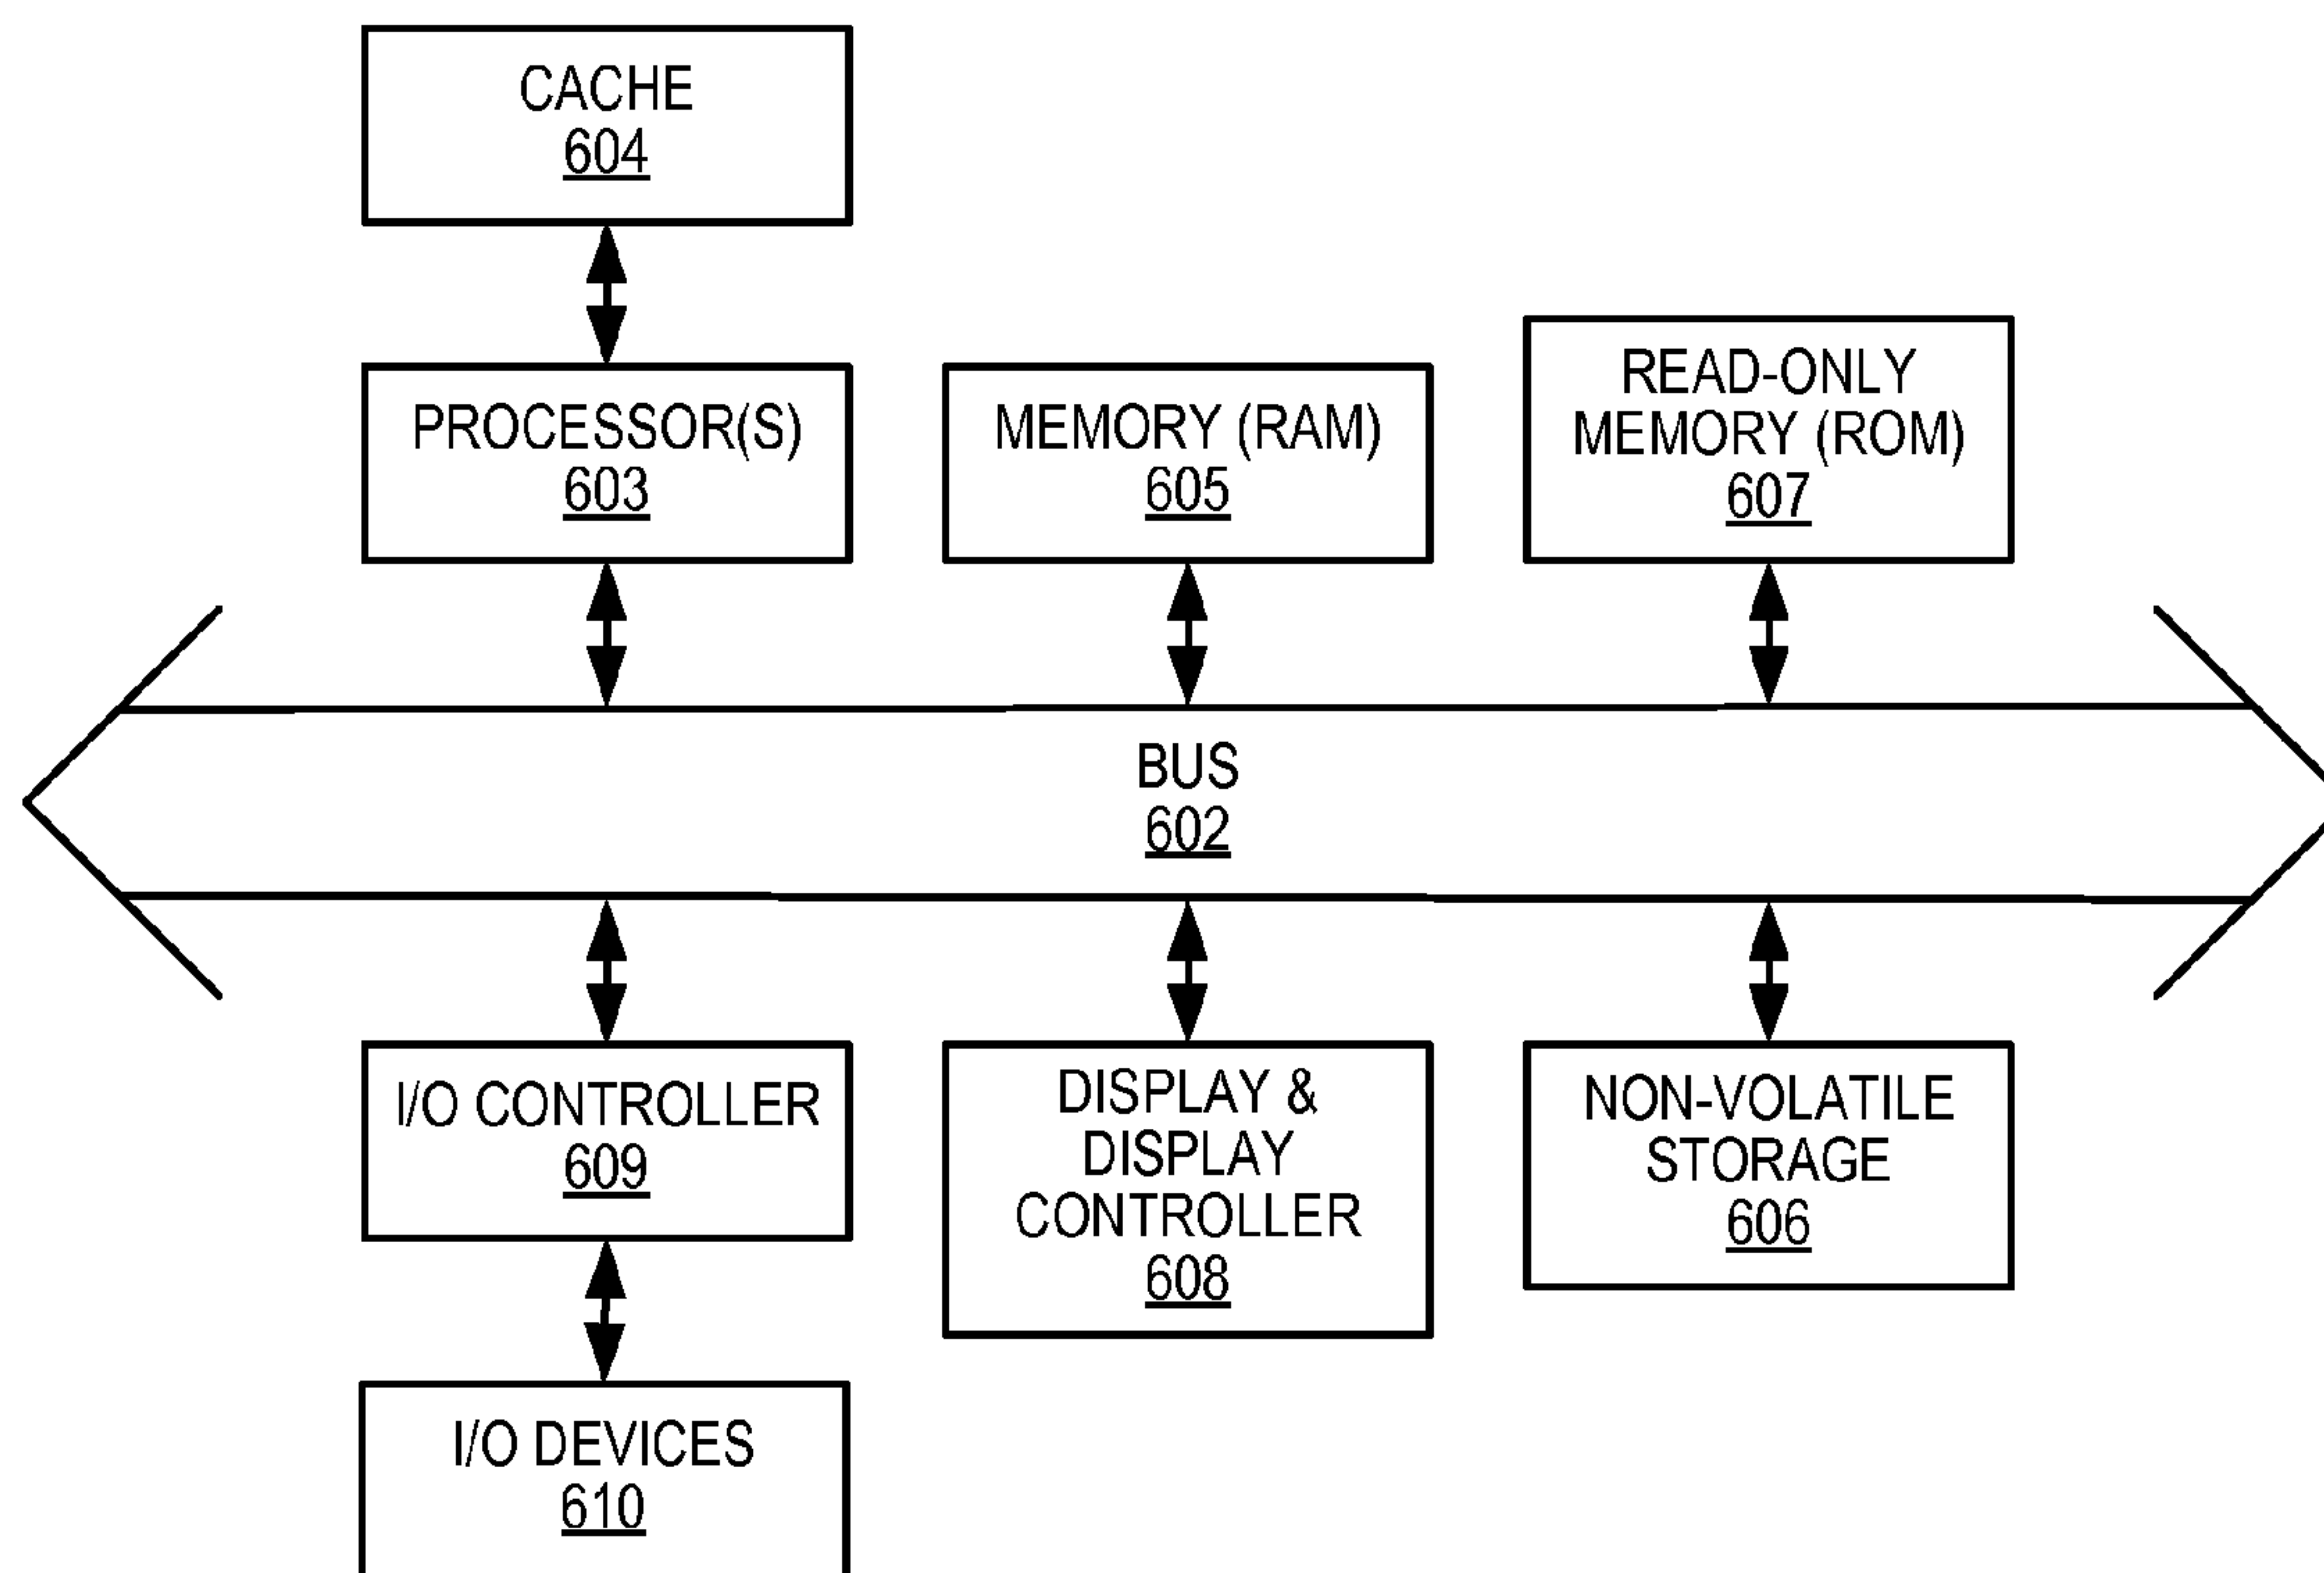 CACHE
604
PROCESSOR(S)
603
MEMORY (RAM)
605
READ-ONLY
MEMORY (ROM)
607
BUS
602
I/O CONTROLLER
609
DISPLAY &
DISPLAY
CONTROLLER
608
NON-VOLATILE
STORAGE
606
I/O DEVICES
610